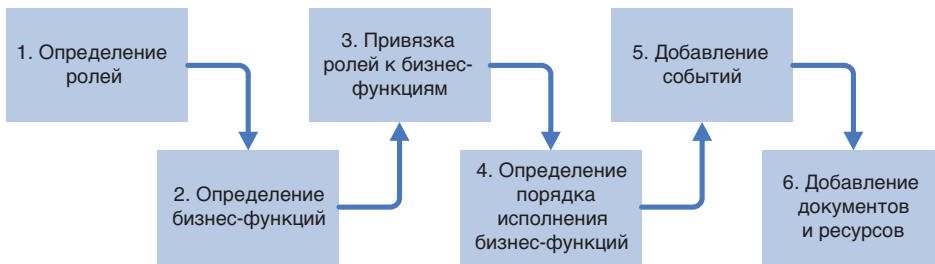 1. Определение
ролей
2. Определение
бизнес-функций
3. Привязка
ролей к бизнес-
функциям
4. Определение
порядка
исполнения
бизнес-функций
5. Добавление
событий
6. Добавление
документов
и ресурсов